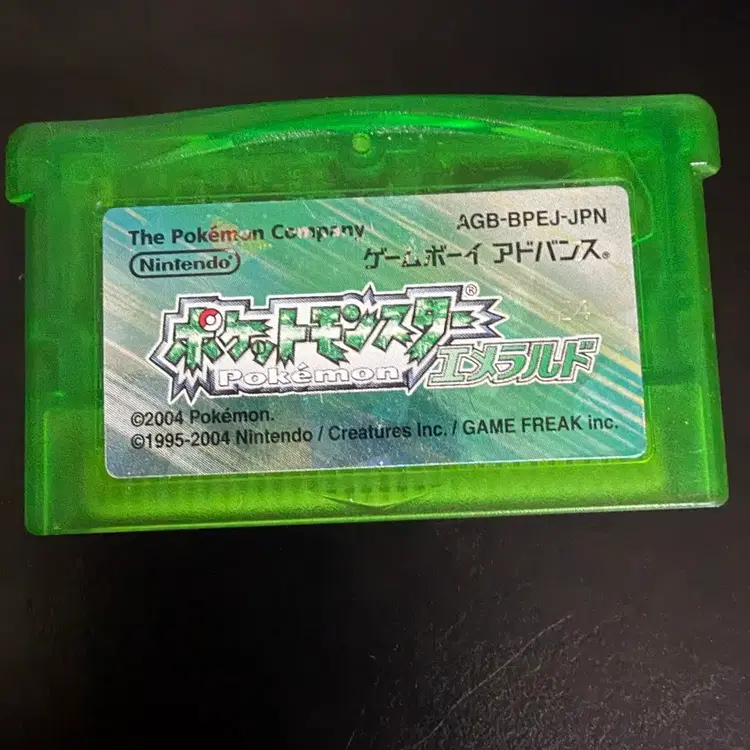 The Pokémon Company
AGB-BPEJ-JPN
Nintendo®
ゲームボーイ アドバンス®
ポケットモンスター®
Pokémon
エメラルド
©2004 Pokémon.
©1995-2004 Nintendo / Creatures Inc. / GAME FREAK inc.